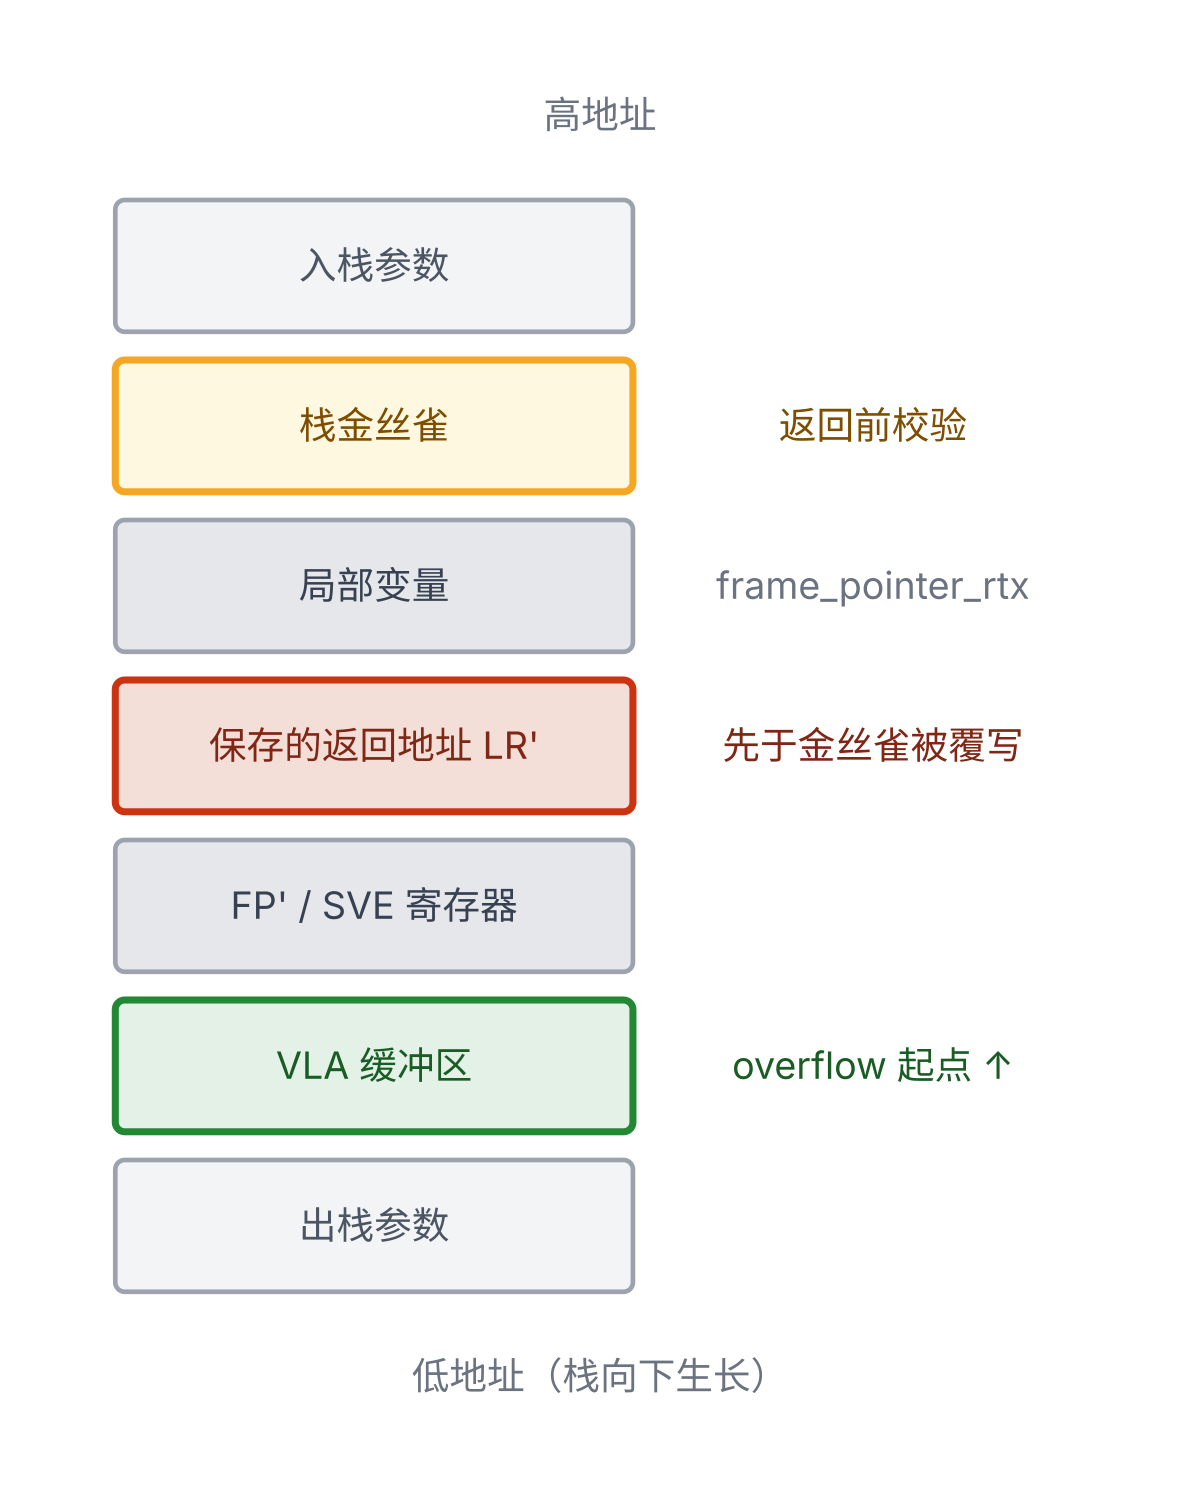 高地址
入栈参数
栈金丝雀
返回前校验
局部变量
frame_pointer_rtx
保存的返回地址 LR'
先于金丝雀被覆写
FP' / SVE 寄存器
VLA 缓冲区
overflow 起点 ↑
出栈参数
低地址（栈向下生长）